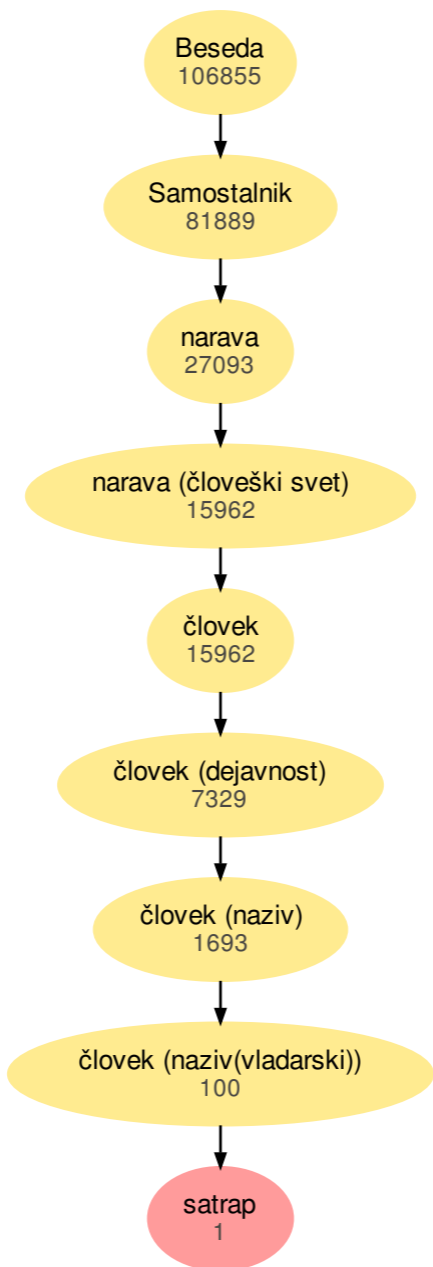 Beseda
106855
Samostalnik
81889
narava
27093
narava (človeški svet)
15962
človek
15962
človek (dejavnost)
7329
človek (naziv)
1693
človek (naziv(vladarski))
100
satrap
1